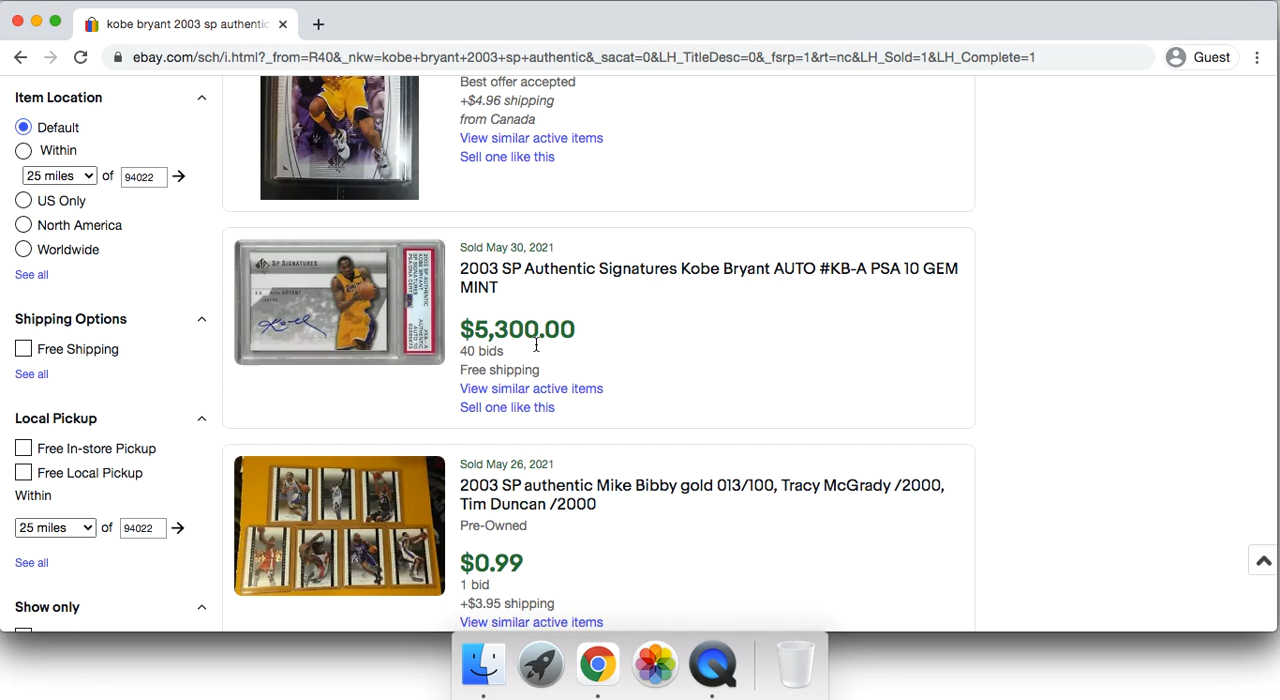 kobe bryant 2003 sp authentic
ebay.com/sch/i.html?_from=R40&_nkw=kobe+bryant+2003+sp+authentic&_sacat=0&LH_TitleDesc=0&_fsrp=1&rt=nc&LH_Sold=1&LH_Complete=1
Guest
Item Location
Default
Within
25 miles of 94022
US Only
North America
Worldwide
See all
Shipping Options
Free Shipping
See all
Local Pickup
Free In-store Pickup
Free Local Pickup
Within
25 miles of 94022
See all
Show only
Best offer accepted
+$4.96 shipping
from Canada
View similar active items
Sell one like this
SP SIGNATURES
Sold May 30, 2021
2003 SP Authentic Signatures Kobe Bryant AUTO #KB-A PSA 10 GEM
MINT
$5,300.00
40 bids
Free shipping
View similar active items
Sell one like this
Sold May 26, 2021
2003 SP authentic Mike Bibby gold 013/100, Tracy McGrady /2000,
Tim Duncan /2000
Pre-Owned
$0.99
1 bid
+$3.95 shipping
View similar active items